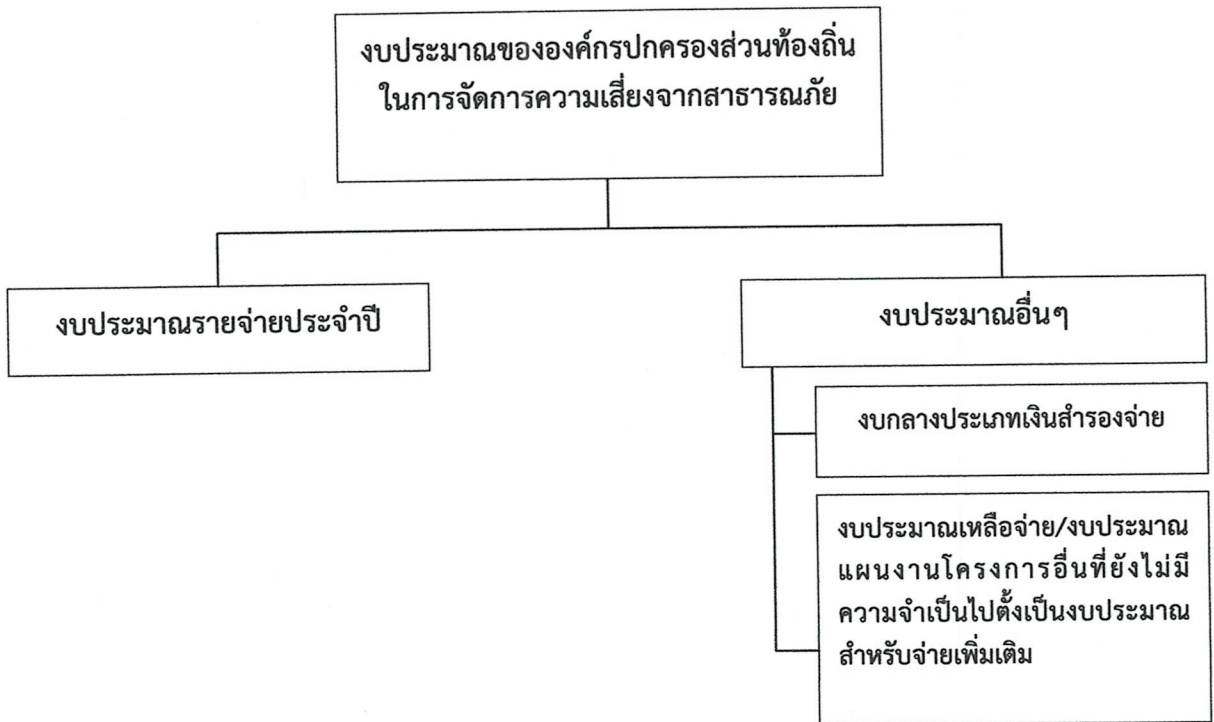 งบประมาณขององค์กรปกครองส่วนท้องถิ่น
ในการจัดการความเสี่ยงจากสาธารณภัย
งบประมาณรายจ่ายประจำปี
งบประมาณอื่นๆ
งบกลางประเภทเงินสำรองจ่าย
งบประมาณเหลือจ่าย/งบประมาณ
แผนงานโครงการอื่นที่ยังไม่มี
ความจำเป็นไปตั้งเป็นงบประมาณ
สำหรับจ่ายเพิ่มเติม